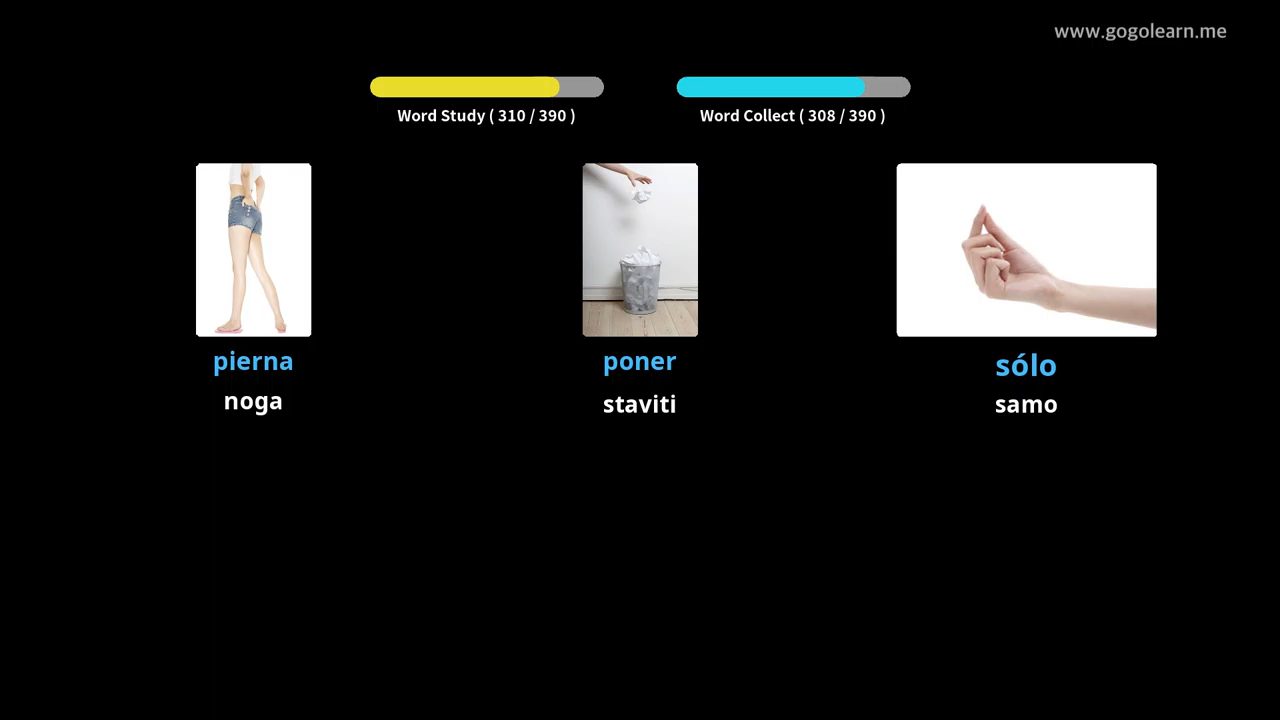 www.gogolearn.me
Word Study ( 310 / 390 )
Word Collect ( 308 / 390 )
pierna
noga
poner
staviti
sólo
samo